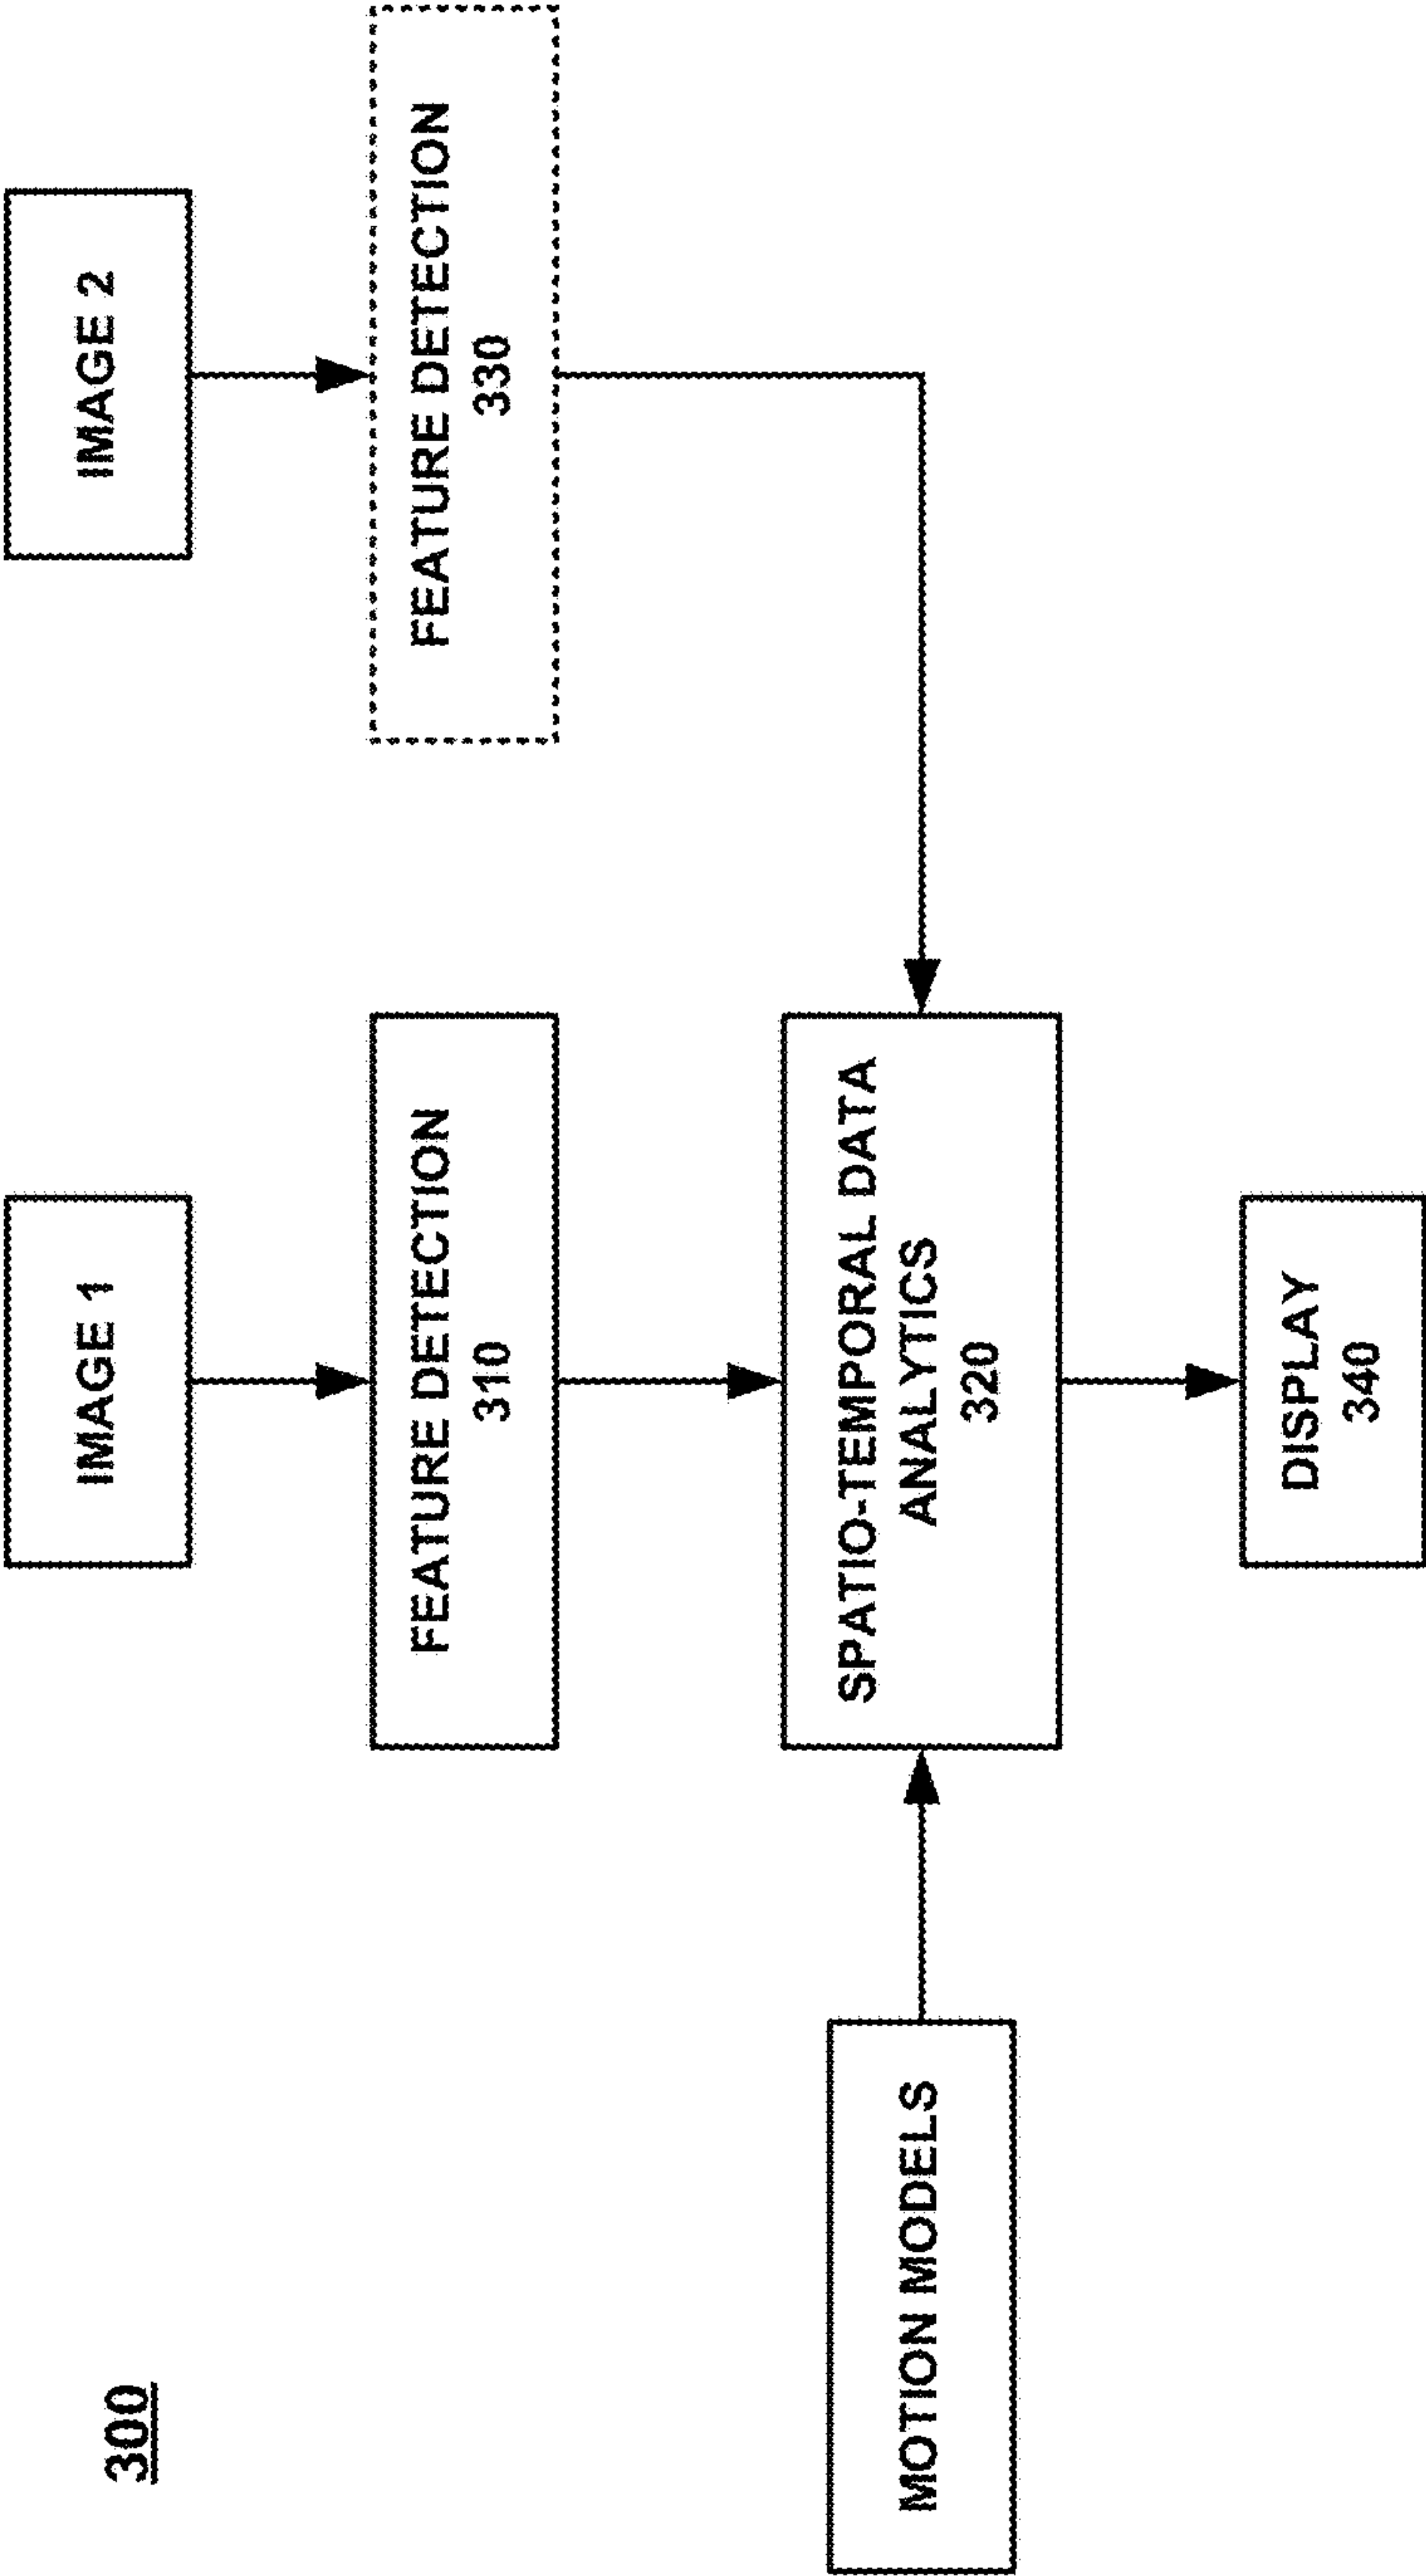 300
IMAGE 1
IMAGE 2
FEATURE DETECTION
310
FEATURE DETECTION
330
MOTION MODELS
SPATIO-TEMPORAL DATA
ANALYTICS
320
DISPLAY
340